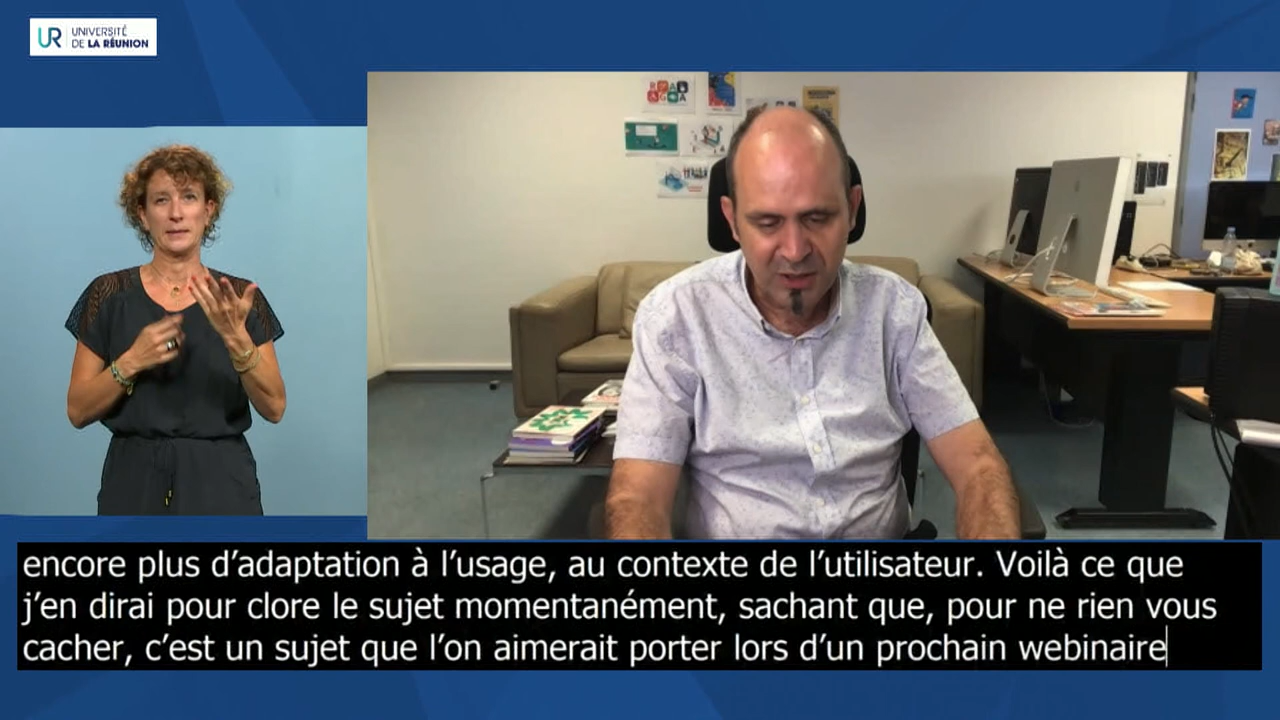 UR UNIVERSITÉ
DE LA RÉUNION
encore plus d’adaptation à l’usage, au contexte de l’utilisateur. Voilà ce que
j’en dirai pour clore le sujet momentanément, sachant que, pour ne rien vous
cacher, c’est un sujet que l’on aimerait porter lors d’un prochain webinaire